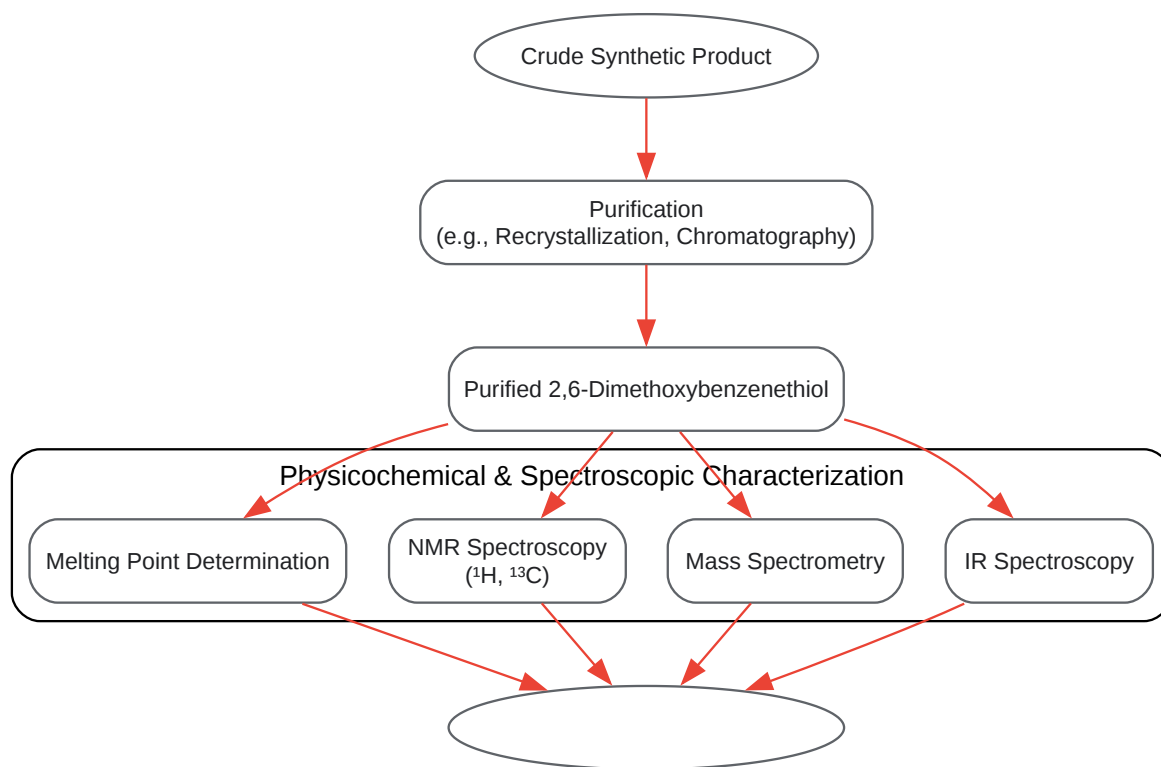 Crude Synthetic Product
Purification
(e.g., Recrystallization, Chromatography)
Purified 2,6-Dimethoxybenzenethiol
Physicochemical & Spectroscopic Characterization
Melting Point Determination
NMR Spectroscopy
(¹H, ¹³C)
Mass Spectrometry
IR Spectroscopy